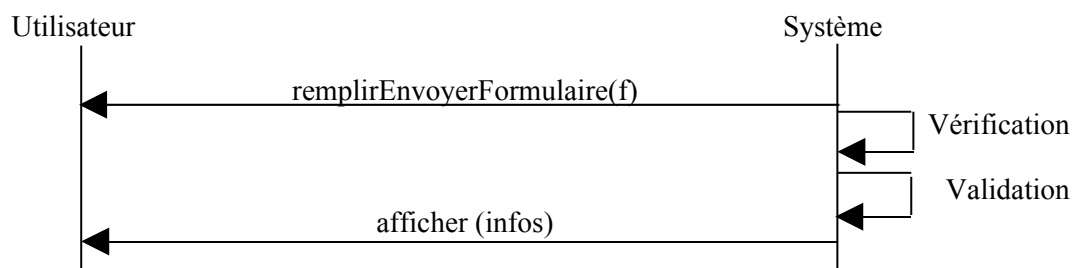 Utilisateur
Système
remplirEnvoyerFormulaire(f)
Vérification
Validation
afficher (infos)